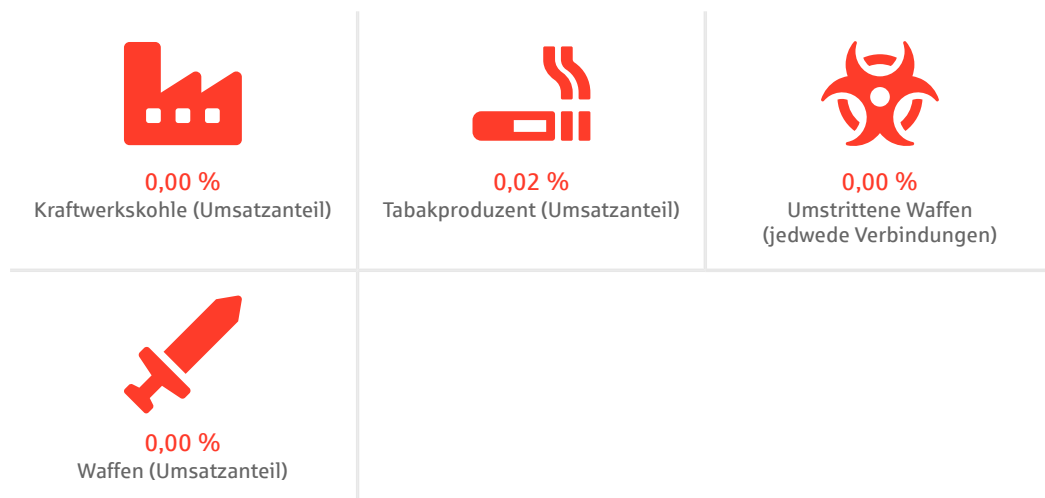 0,00 %
Kraftwerkskohle (Umsatzanteil)
0,02 %
Tabakproduzent (Umsatzanteil)
0,00 %
Umstrittene Waffen
(jedwede Verbindungen)
0,00 %
Waffen (Umsatzanteil)